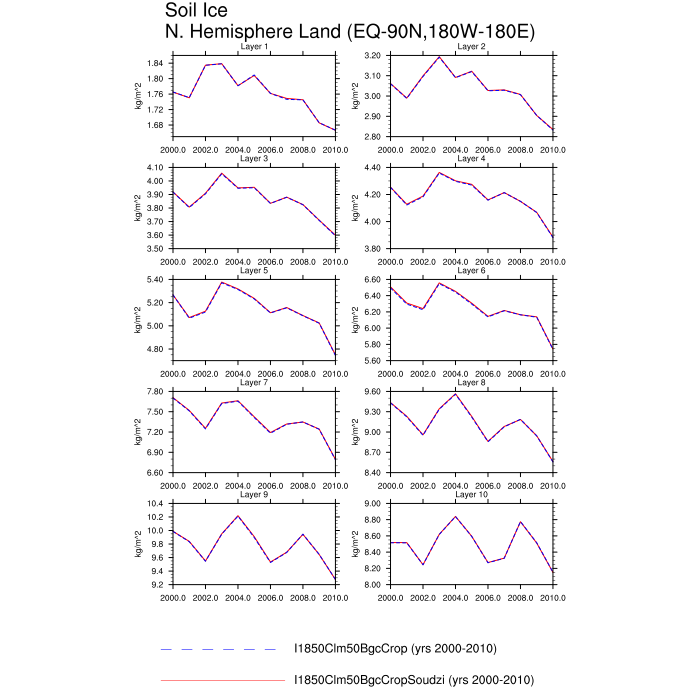 Soil Ice
N. Hemisphere Land (EQ-90N,180W-180E)
Layer 1
kg/m^2
1.84
1.80
1.76
1.72
1.68
2000.0 2002.0 2004.0 2006.0 2008.0 2010.0
Layer 2
kg/m^2
3.20
3.10
3.00
2.90
2.80
2000.0 2002.0 2004.0 2006.0 2008.0 2010.0
Layer 3
kg/m^2
4.10
4.00
3.90
3.80
3.70
3.60
3.50
2000.0 2002.0 2004.0 2006.0 2008.0 2010.0
Layer 4
kg/m^2
4.40
4.20
4.00
3.80
2000.0 2002.0 2004.0 2006.0 2008.0 2010.0
Layer 5
kg/m^2
5.40
5.20
5.00
4.80
2000.0 2002.0 2004.0 2006.0 2008.0 2010.0
Layer 6
kg/m^2
6.60
6.40
6.20
6.00
5.80
5.60
2000.0 2002.0 2004.0 2006.0 2008.0 2010.0
Layer 7
kg/m^2
7.80
7.50
7.20
6.90
6.60
2000.0 2002.0 2004.0 2006.0 2008.0 2010.0
Layer 8
kg/m^2
9.60
9.30
9.00
8.70
8.40
2000.0 2002.0 2004.0 2006.0 2008.0 2010.0
Layer 9
kg/m^2
10.4
10.2
10.0
9.8
9.6
9.4
9.2
2000.0 2002.0 2004.0 2006.0 2008.0 2010.0
Layer 10
kg/m^2
9.00
8.80
8.60
8.40
8.20
8.00
2000.0 2002.0 2004.0 2006.0 2008.0 2010.0
I1850Clm50BgcCrop (yrs 2000-2010)
I1850Clm50BgcCropSoudzi (yrs 2000-2010)